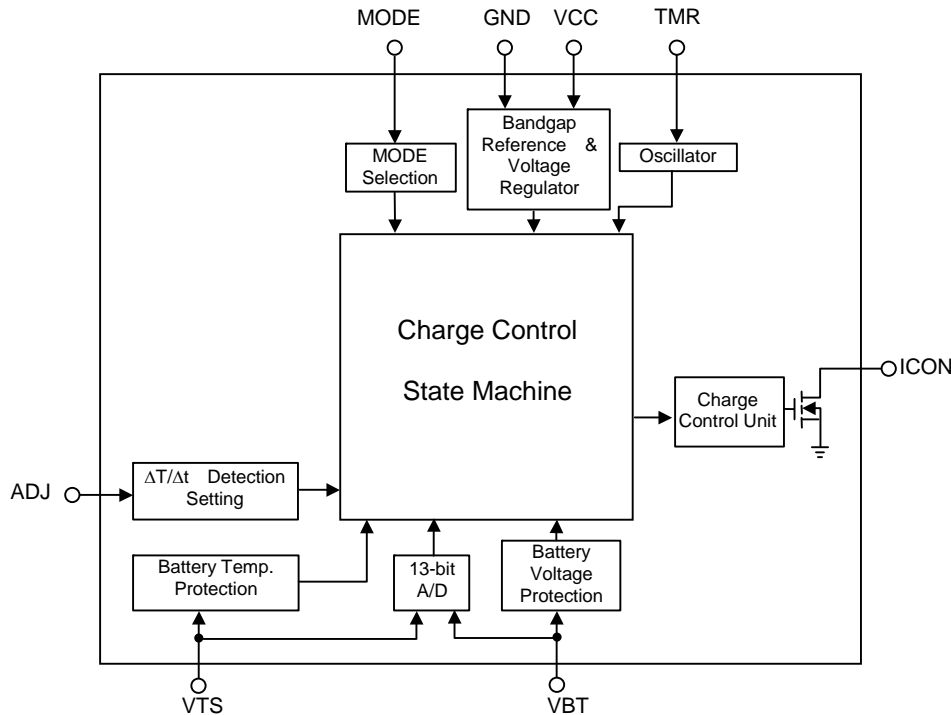 MODE
GND
VCC
TMR
MODE
Selection
Bandgap
Reference &
Voltage
Regulator
Oscillator
Charge Control
State Machine
Charge
Control Unit
ICON
ADJ
ΔT/Δt Detection
Setting
Battery Temp.
Protection
13-bit
A/D
Battery
Voltage
Protection
VTS
VBT